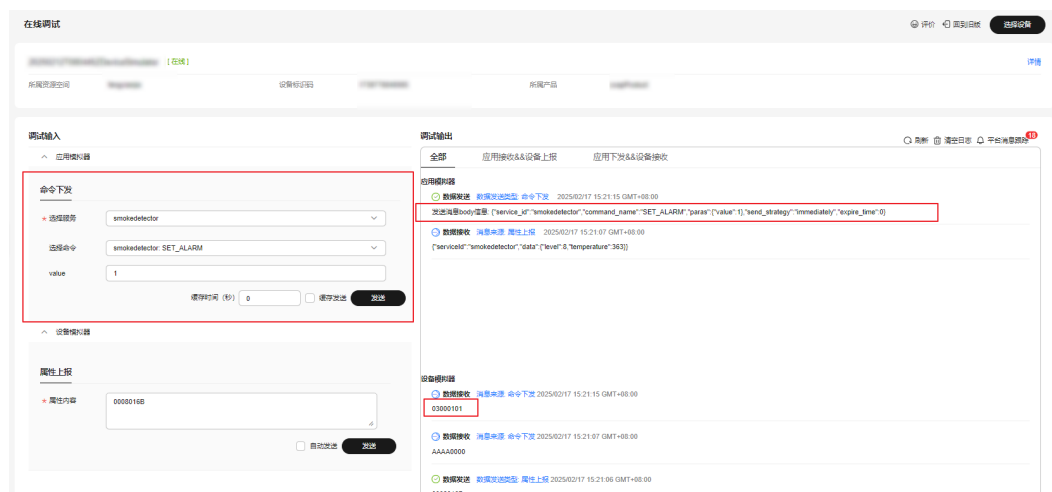 在线调试
评价 回到旧版 选择设备
[在线]
详情
所属资源空间 设备标识码 所属产品
调试输入
应用模拟器
命令下发
* 选择服务 smokedetector
选择命令 smokedetector: SET_ALARM
value 1
缓存时间（秒） 0 缓存发送 发送
设备模拟器
属性上报
* 属性内容 0008016B
自动发送 发送
调试输出
刷新 清空日志 平台消息跟踪 18
全部 应用接收&&设备上报 应用下发&&设备接收
应用模拟器
数据发送 数据发送类型: 命令下发 2025/02/17 15:21:15 GMT+08:00
发送消息body信息: {"service_id":"smokedetector","command_name":"SET_ALARM","paras":{"value":1},"send_strategy":"immediately","expire_time":0}
数据接收 消息来源: 属性上报 2025/02/17 15:21:07 GMT+08:00
{"serviceId":"smokedetector","data":{"level":8,"temperature":363}}
设备模拟器
数据接收 消息来源: 命令下发 2025/02/17 15:21:15 GMT+08:00
03000101
数据接收 消息来源: 命令下发 2025/02/17 15:21:07 GMT+08:00
AAAA0000
数据发送 数据发送类型: 属性上报 2025/02/17 15:21:06 GMT+08:00